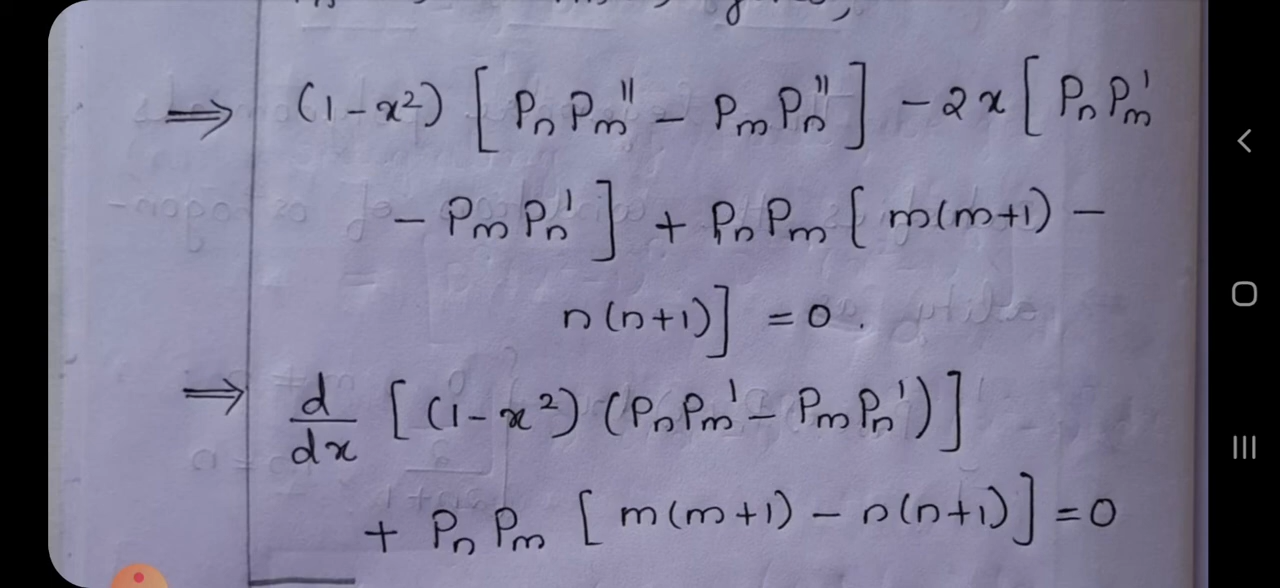 ⇒ (1-x²) [ PₙPₘ'' - PₘPₙ'' ] - 2x [ PₙPₘ'
- PₘPₙ' ] + PₙPₘ [ m(m+1) -
n(n+1)] = 0.
⇒ d/dx [ (1-x²) (PₙPₘ' - PₘPₙ')]
+ PₙPₘ [ m(m+1) - n(n+1)] = 0